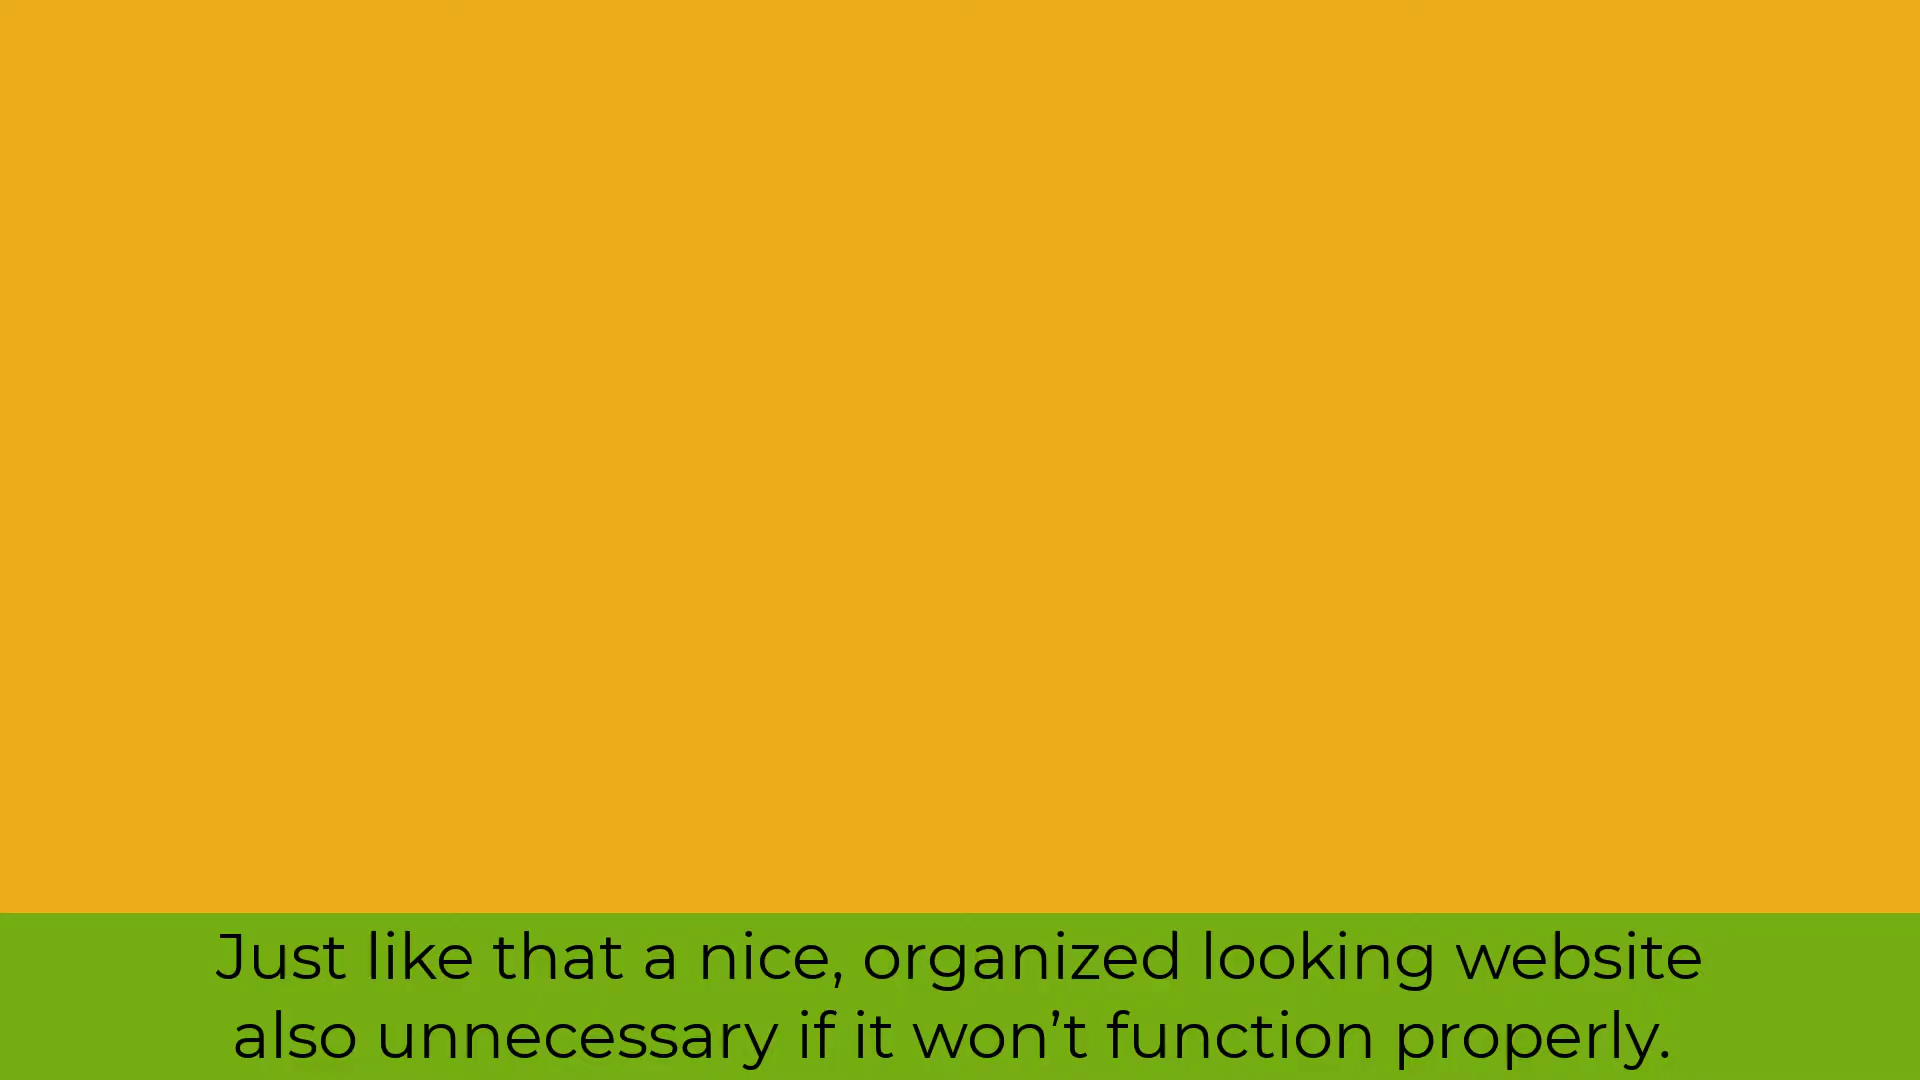 Just like that a nice, organized looking website
also unnecessary if it won’t function properly.